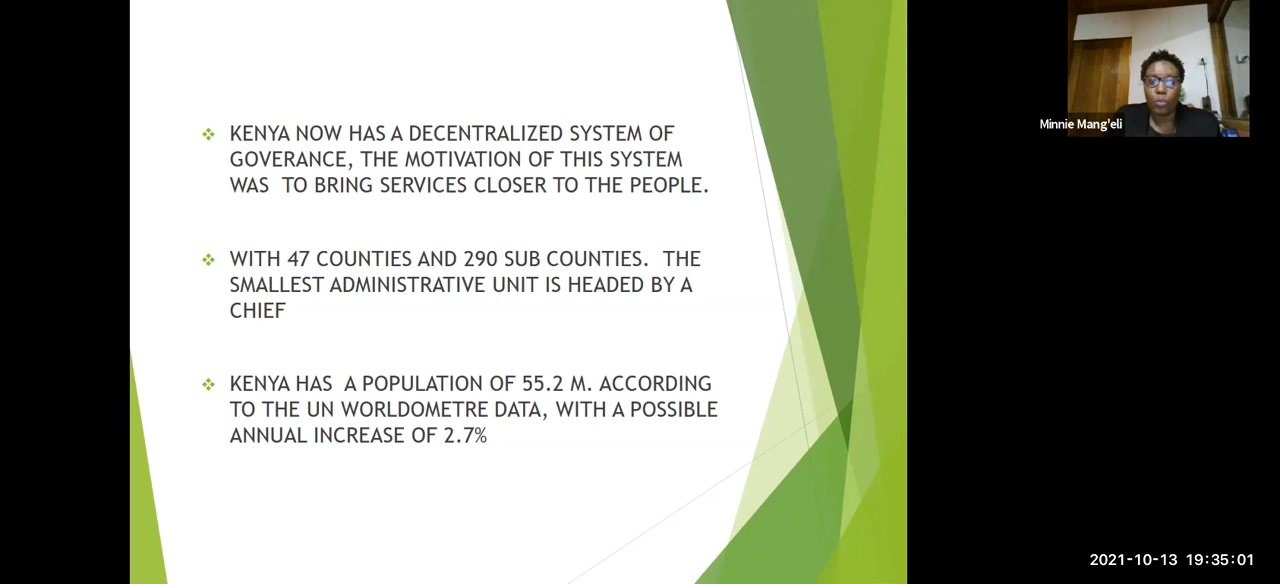 KENYA NOW HAS A DECENTRALIZED SYSTEM OF
GOVERANCE, THE MOTIVATION OF THIS SYSTEM
WAS  TO BRING SERVICES CLOSER TO THE PEOPLE.
WITH 47 COUNTIES AND 290 SUB COUNTIES.  THE
SMALLEST ADMINISTRATIVE UNIT IS HEADED BY A
CHIEF
KENYA HAS  A POPULATION OF 55.2 M. ACCORDING
TO THE UN WORLDOMETRE DATA, WITH A POSSIBLE
ANNUAL INCREASE OF 2.7%
Minnie Mang'eli
2021-10-13 19:35:01